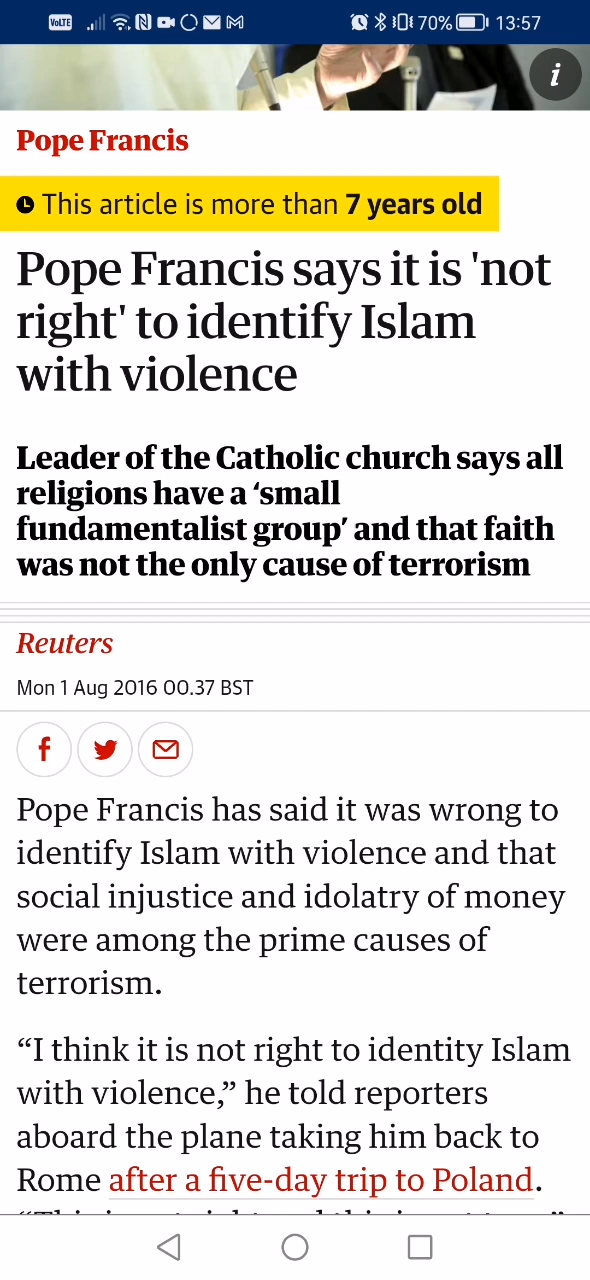 VoLTE 70% 13:57
i
Pope Francis
This article is more than 7 years old
Pope Francis says it is 'not
right' to identify Islam
with violence
Leader of the Catholic church says all
religions have a ‘small
fundamentalist group’ and that faith
was not the only cause of terrorism
Reuters
Mon 1 Aug 2016 00.37 BST
Pope Francis has said it was wrong to
identify Islam with violence and that
social injustice and idolatry of money
were among the prime causes of
terrorism.
“I think it is not right to identity Islam
with violence,” he told reporters
aboard the plane taking him back to
Rome after a five-day trip to Poland.